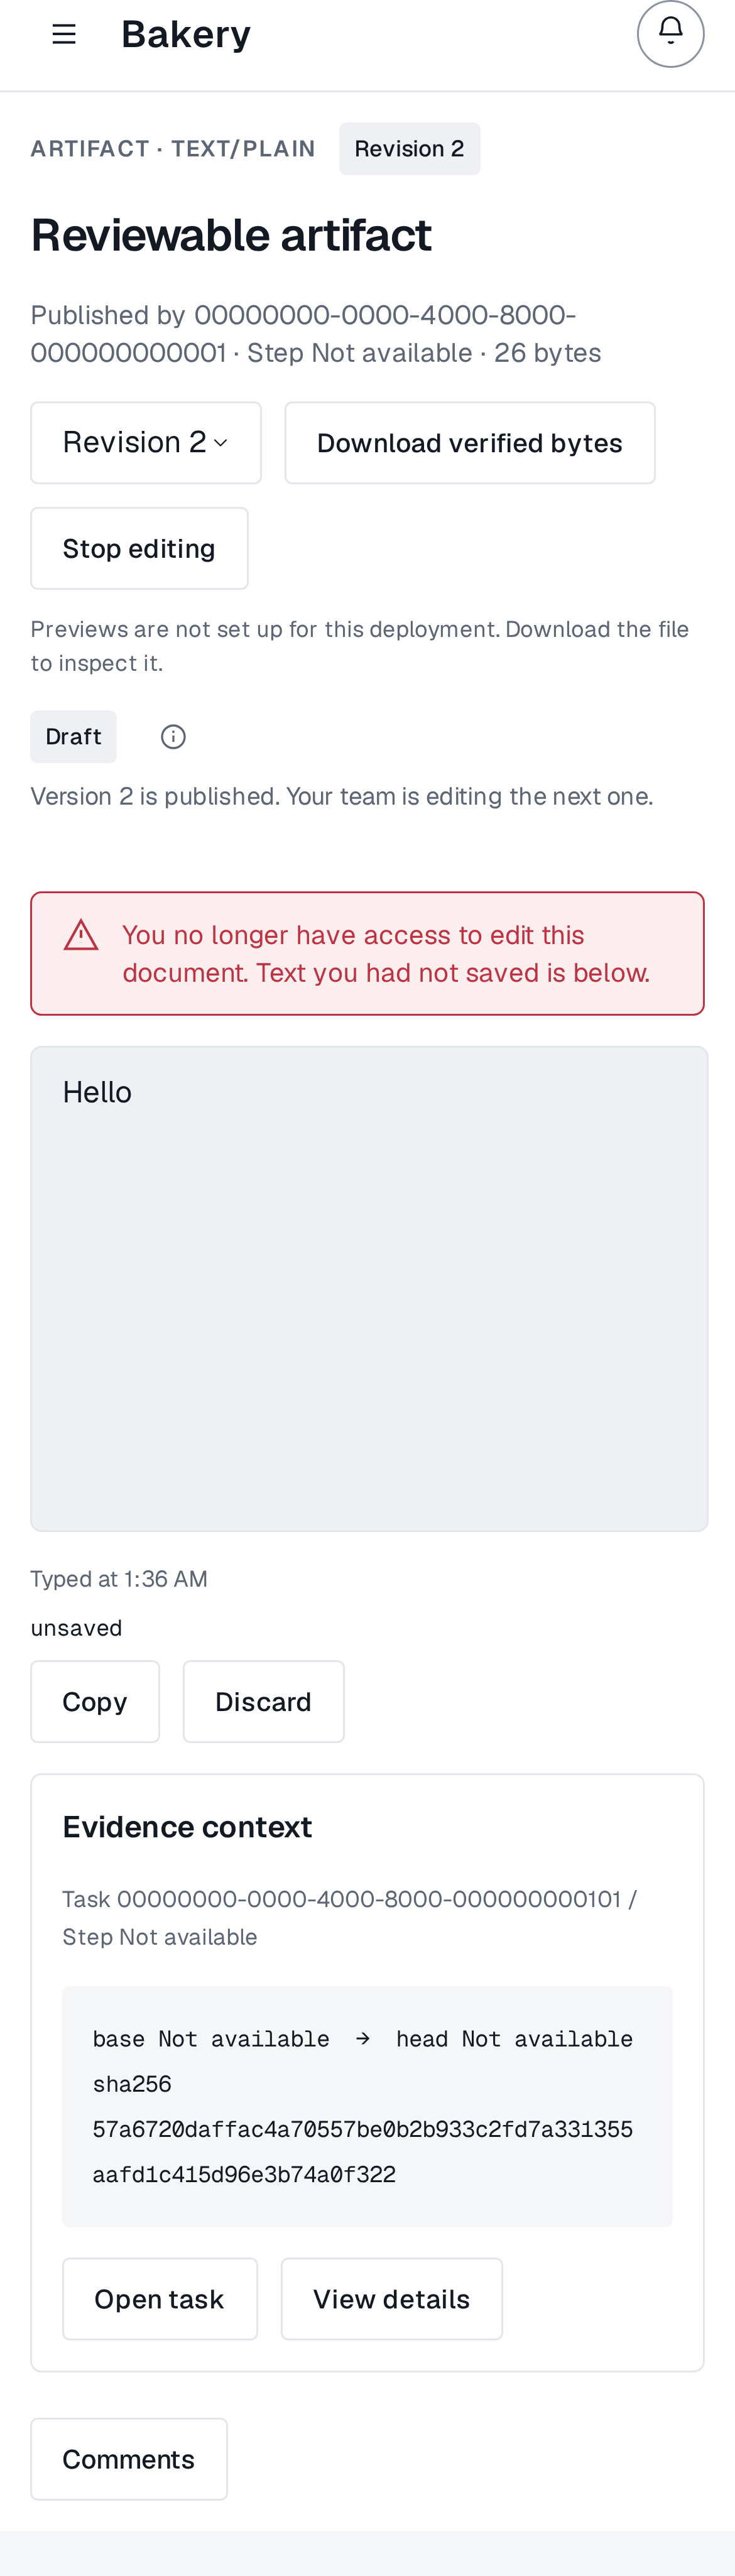 Bakery
ARTIFACT · TEXT/PLAIN Revision 2
Reviewable artifact
Published by 00000000-0000-4000-8000-
000000000001 · Step Not available · 26 bytes
Revision 2 Download verified bytes
Stop editing
Previews are not set up for this deployment. Download the file
to inspect it.
Draft
Version 2 is published. Your team is editing the next one.
You no longer have access to edit this
document. Text you had not saved is below.
Hello
Typed at 1:36 AM
unsaved
Copy Discard
Evidence context
Task 00000000-0000-4000-8000-000000000101 /
Step Not available
base Not available → head Not available
sha256
57a6720daffac4a70557be0b2b933c2fd7a331355
aafd1c415d96e3b74a0f322
Open task View details
Comments